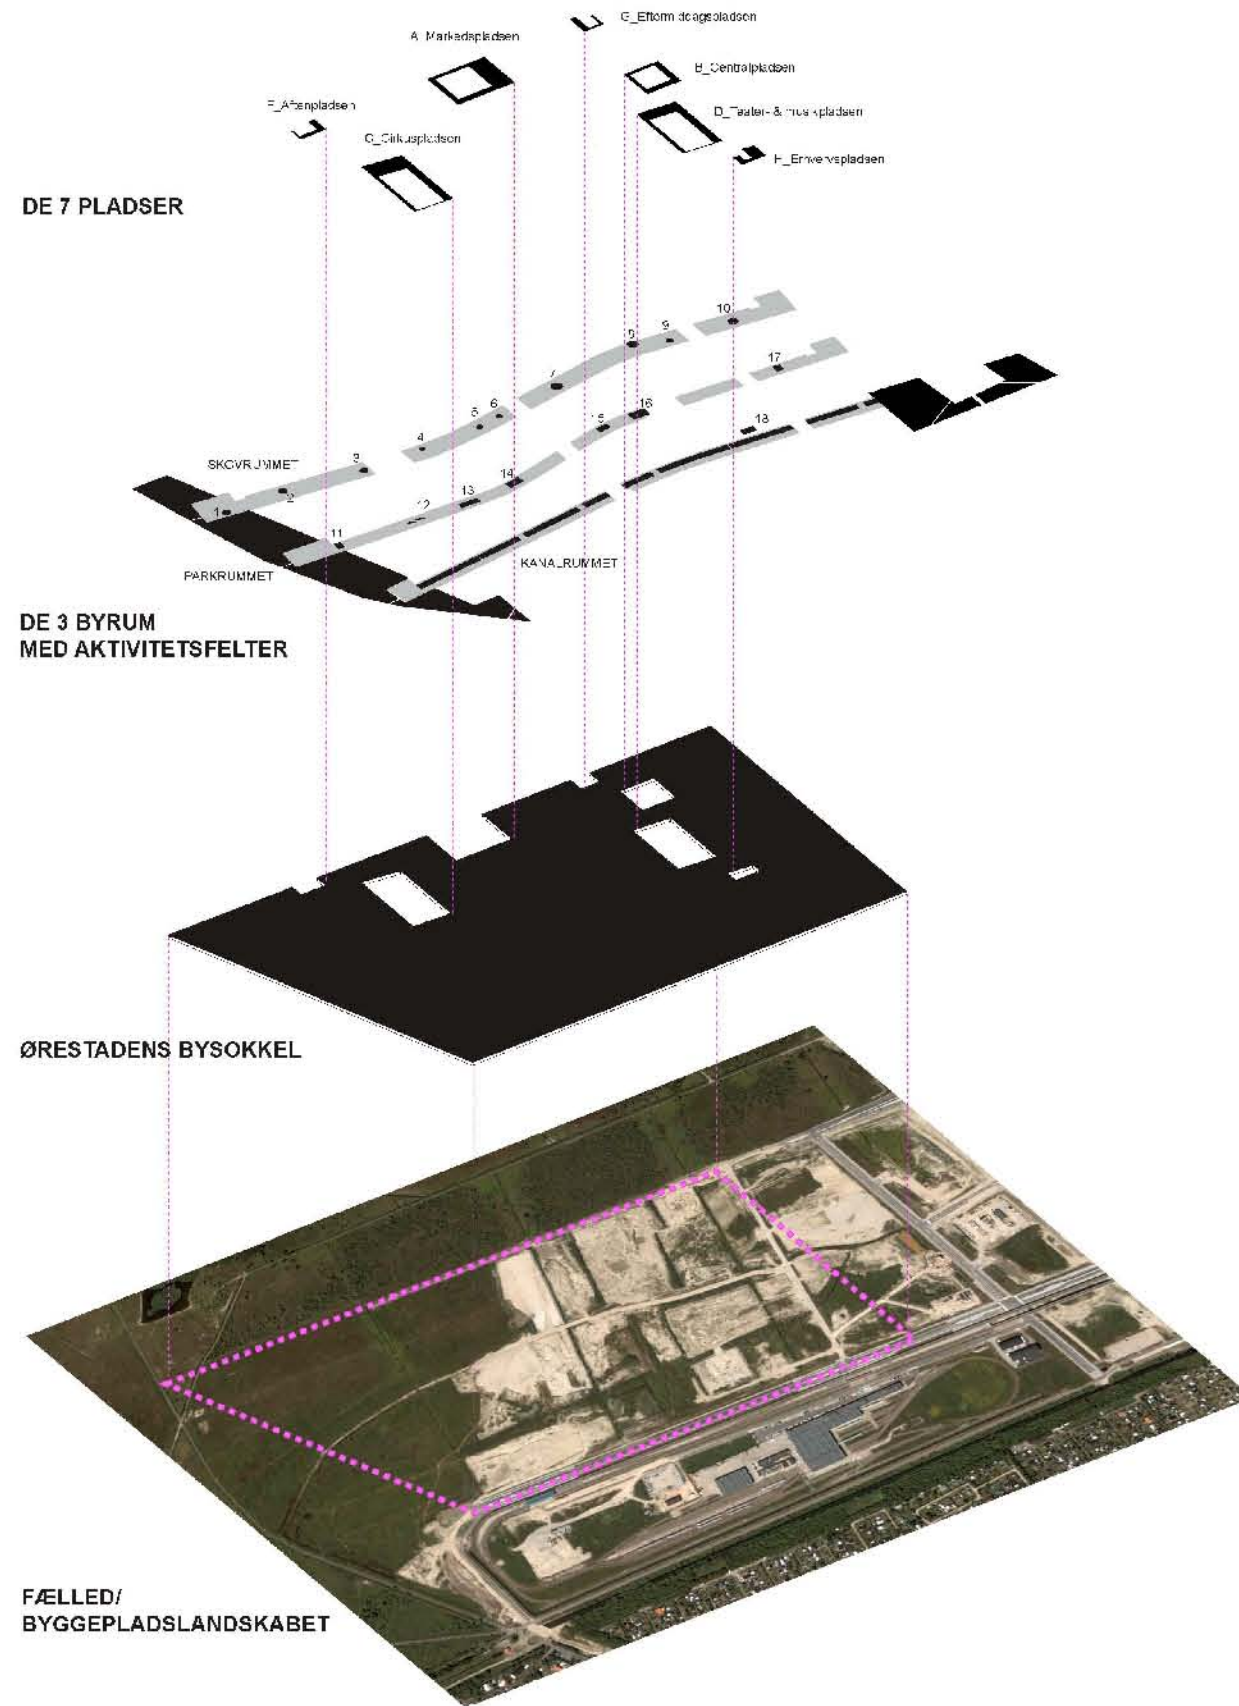 G_Eftermiddagspladsen
A_Markedspladsen
B_Centralpladsen
F_Aftenpladsen
D_Teater- & musikpladsen
C_Cirkuspladsen
H_Erhvervspladsen
DE 7 PLADSER
10
9
8
17
7
16
6
5
15
18
4
SKOVRUMMET
3
14
2
13
1
12
11
KANALRUMMET
PARKRUMMET
DE 3 BYRUM
MED AKTIVITETSFELTER
ØRESTADENS BYSOKKEL
FÆLLED/
BYGGEPLADSLANDSKABET